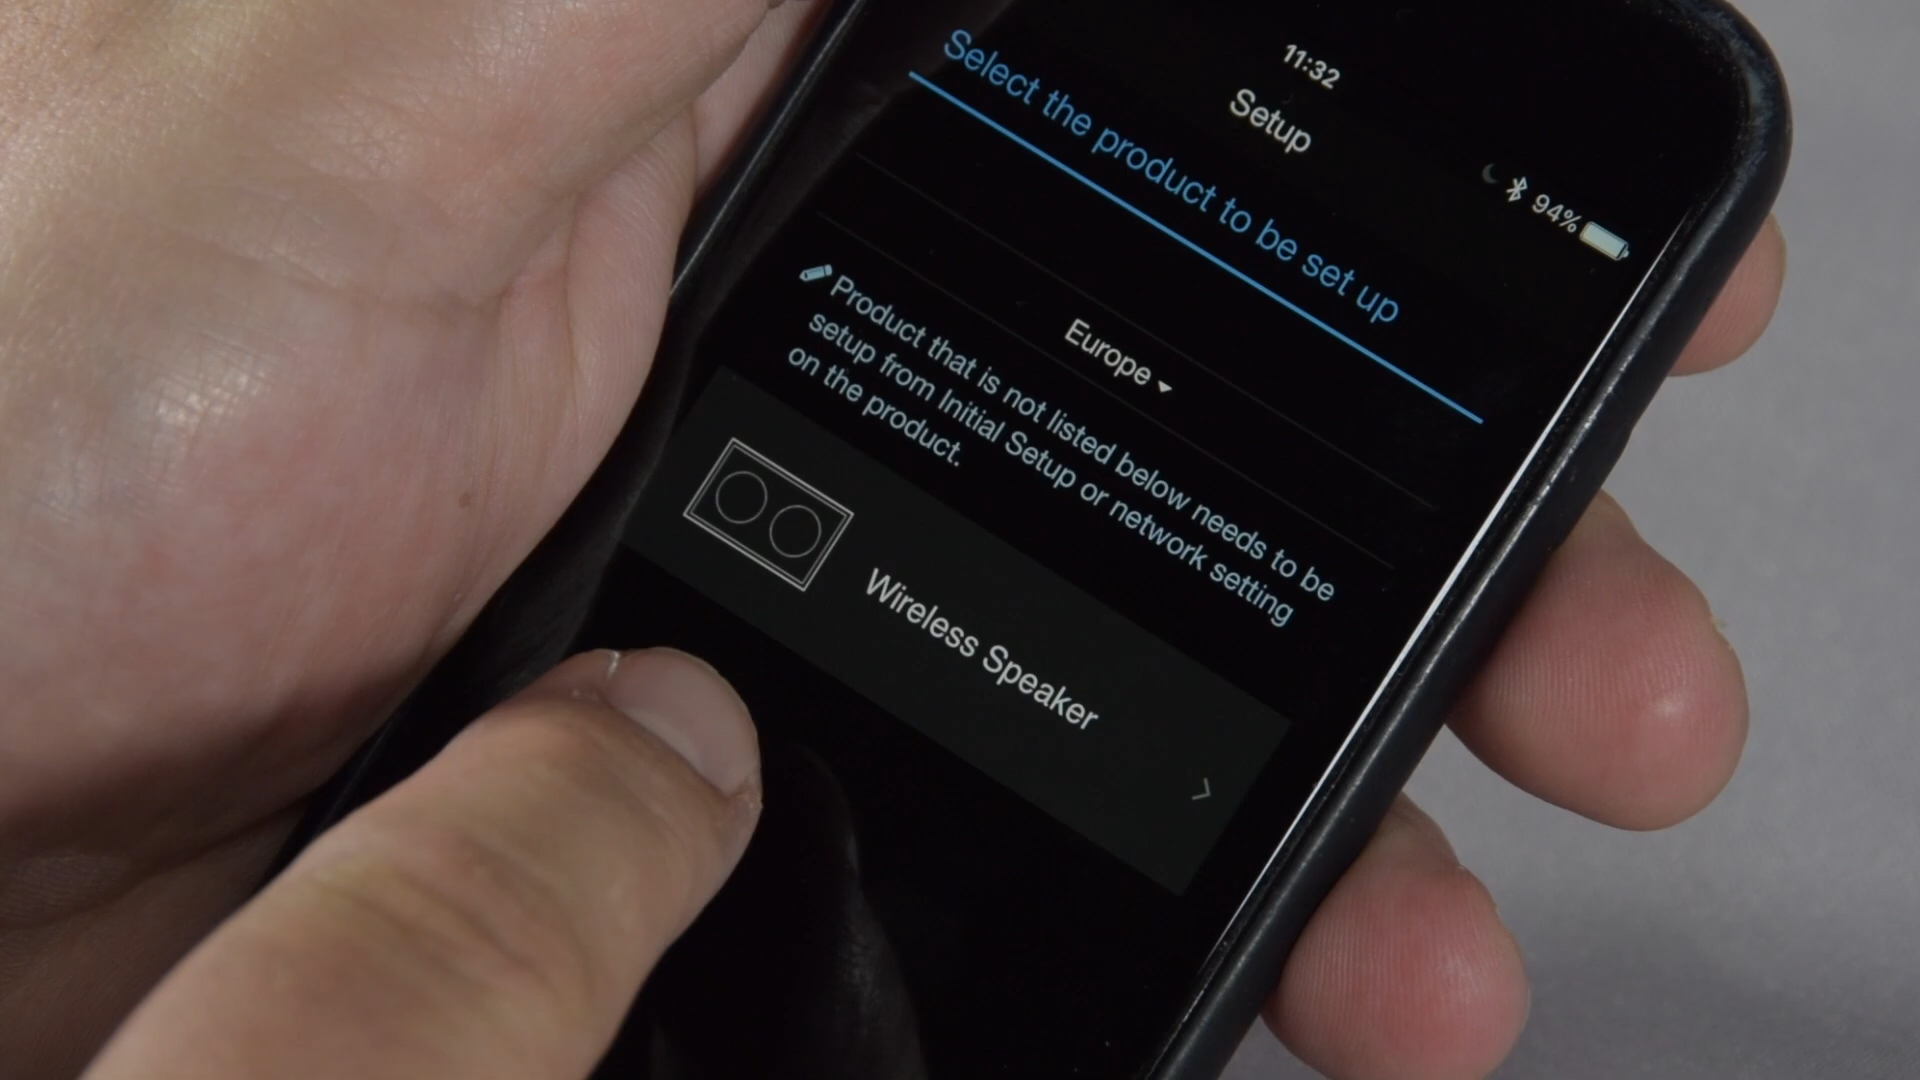 11:32
94%
Setup
Select the product to be set up
Europe
Product that is not listed below needs to be
setup from Initial Setup or network setting
on the product.
Wireless Speaker